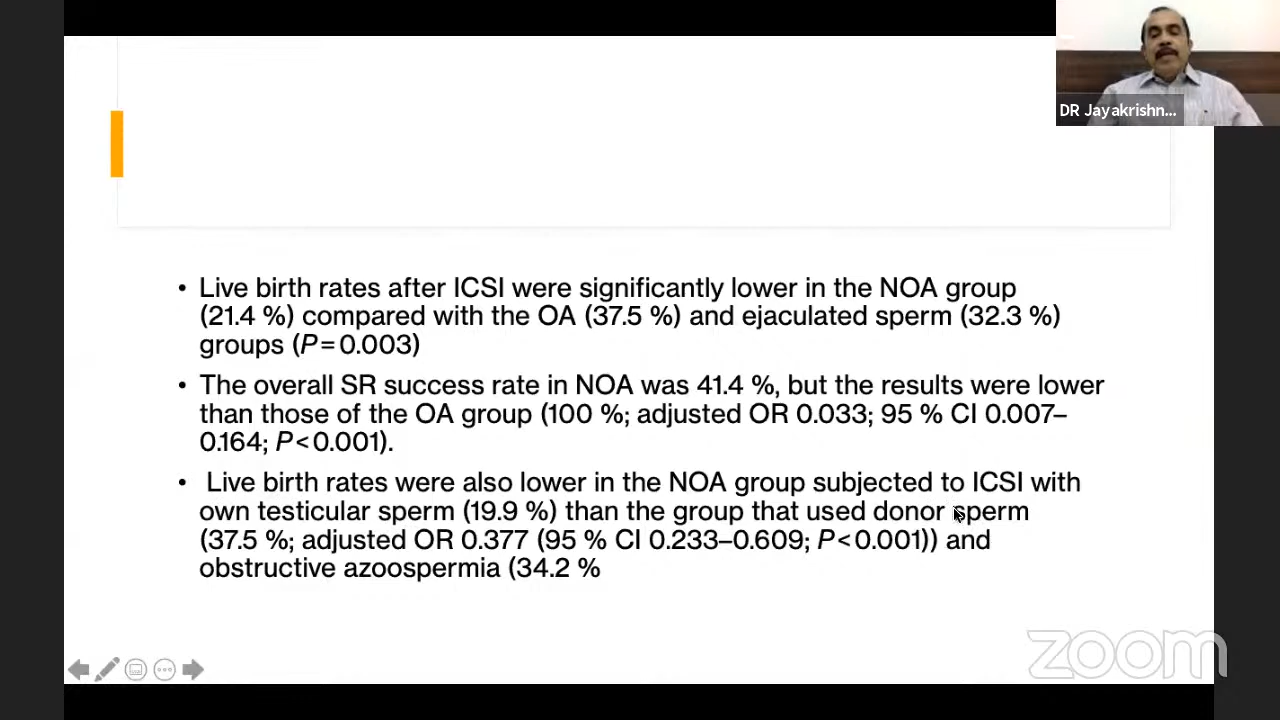 DR Jayakrishn...
• Live birth rates after ICSI were significantly lower in the NOA group
(21.4 %) compared with the OA (37.5 %) and ejaculated sperm (32.3 %)
groups (P = 0.003)
• The overall SR success rate in NOA was 41.4 %, but the results were lower
than those of the OA group (100 %; adjusted OR 0.033; 95 % CI 0.007–
0.164; P < 0.001).
• Live birth rates were also lower in the NOA group subjected to ICSI with
own testicular sperm (19.9 %) than the group that used donor sperm
(37.5 %; adjusted OR 0.377 (95 % CI 0.233–0.609; P < 0.001)) and
obstructive azoospermia (34.2 %
zoom